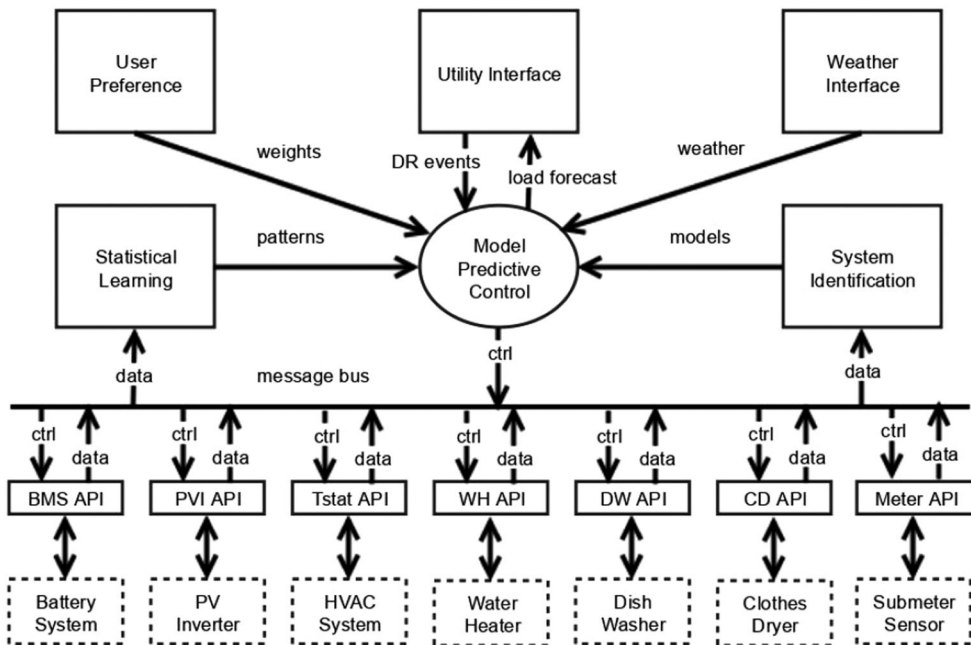 User
Preference
Utility Interface
Weather
Interface
weights
DR events
load forecast
weather
Statistical
Learning
patterns
Model
Predictive
Control
models
System
Identification
data
message bus
ctrl
data
ctrl
data
ctrl
data
ctrl
data
ctrl
data
ctrl
data
ctrl
data
ctrl
data
BMS API
PVI API
Tstat API
WH API
DW API
CD API
Meter API
Battery
System
PV
Inverter
HVAC
System
Water
Heater
Dish
Washer
Clothes
Dryer
Submeter
Sensor